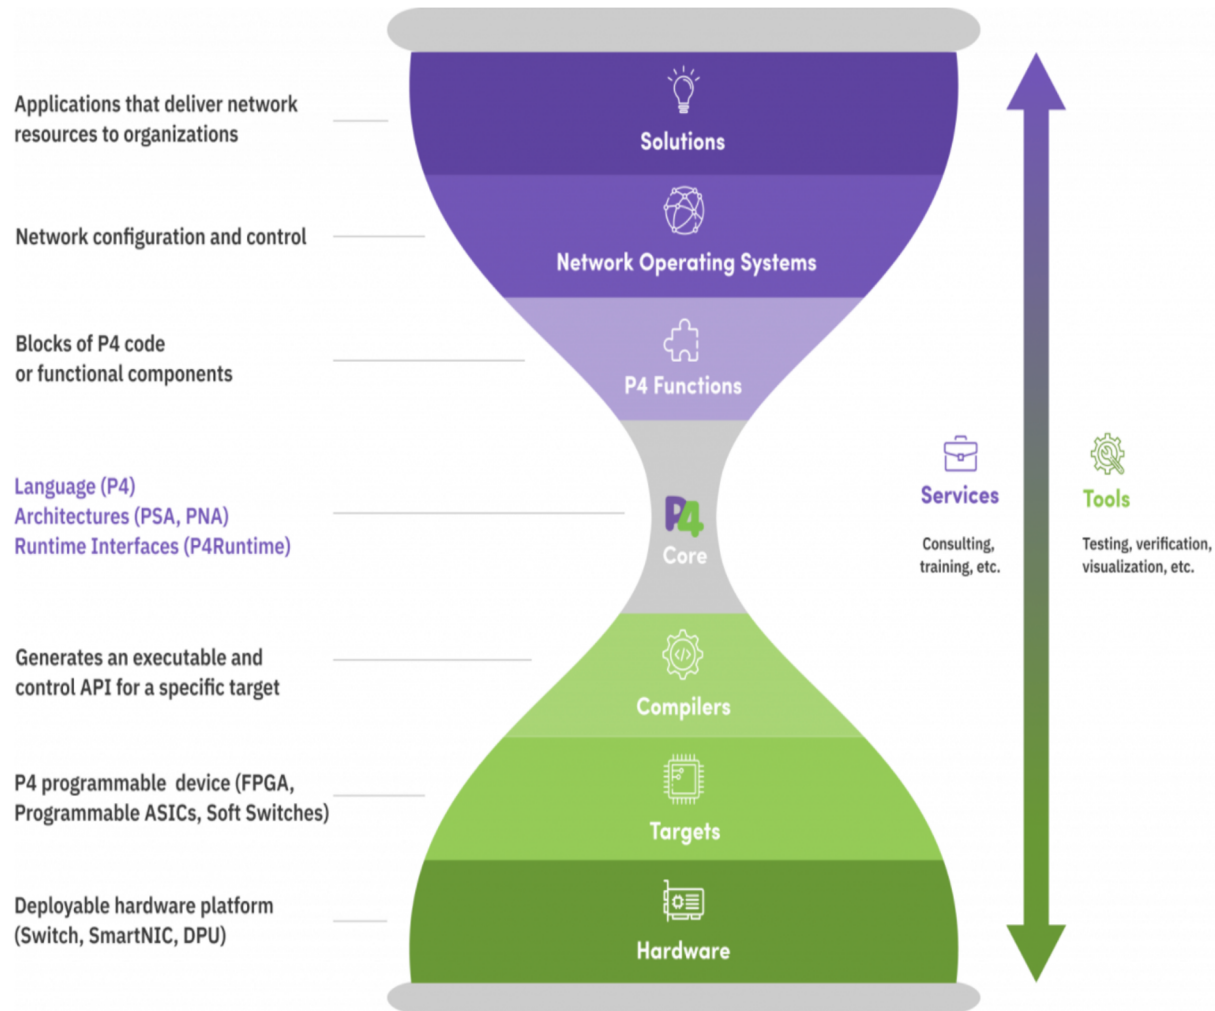 Applications that deliver network
resources to organizations
Solutions
Network configuration and control
Network Operating Systems
Blocks of P4 code
or functional components
P4 Functions
Language (P4)
Architectures (PSA, PNA)
Runtime Interfaces (P4Runtime)
P4
Core
Services
Consulting,
training, etc.
Tools
Testing, verification,
visualization, etc.
Generates an executable and
control API for a specific target
</>
Compilers
P4 programmable  device (FPGA,
Programmable ASICs, Soft Switches)
Targets
Deployable hardware platform
(Switch, SmartNIC, DPU)
Hardware